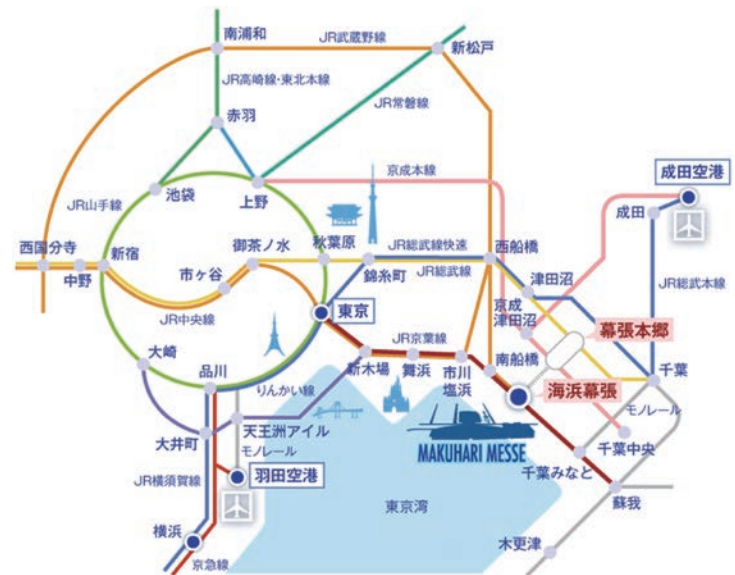 南浦和
JR武蔵野線
新松戸
JR高崎線・東北本線
JR常磐線
赤羽
京成本線
成田空港
JR山手線
池袋
上野
成田
西国分寺
新宿
御茶ノ水
秋葉原
JR総武線快速
西船橋
中野
市ヶ谷
錦糸町
JR総武線
津田沼
JR総武本線
JR中央線
東京
京成
津田沼
幕張本郷
JR京葉線
大崎
品川
新木場
舞浜
市川
塩浜
南船橋
海浜幕張
千葉
りんかい線
モノレール
大井町
天王洲アイル
MAKUHARI MESSE
千葉中央
モノレール
千葉みなと
JR横須賀線
羽田空港
蘇我
東京湾
横浜
木更津
京急線